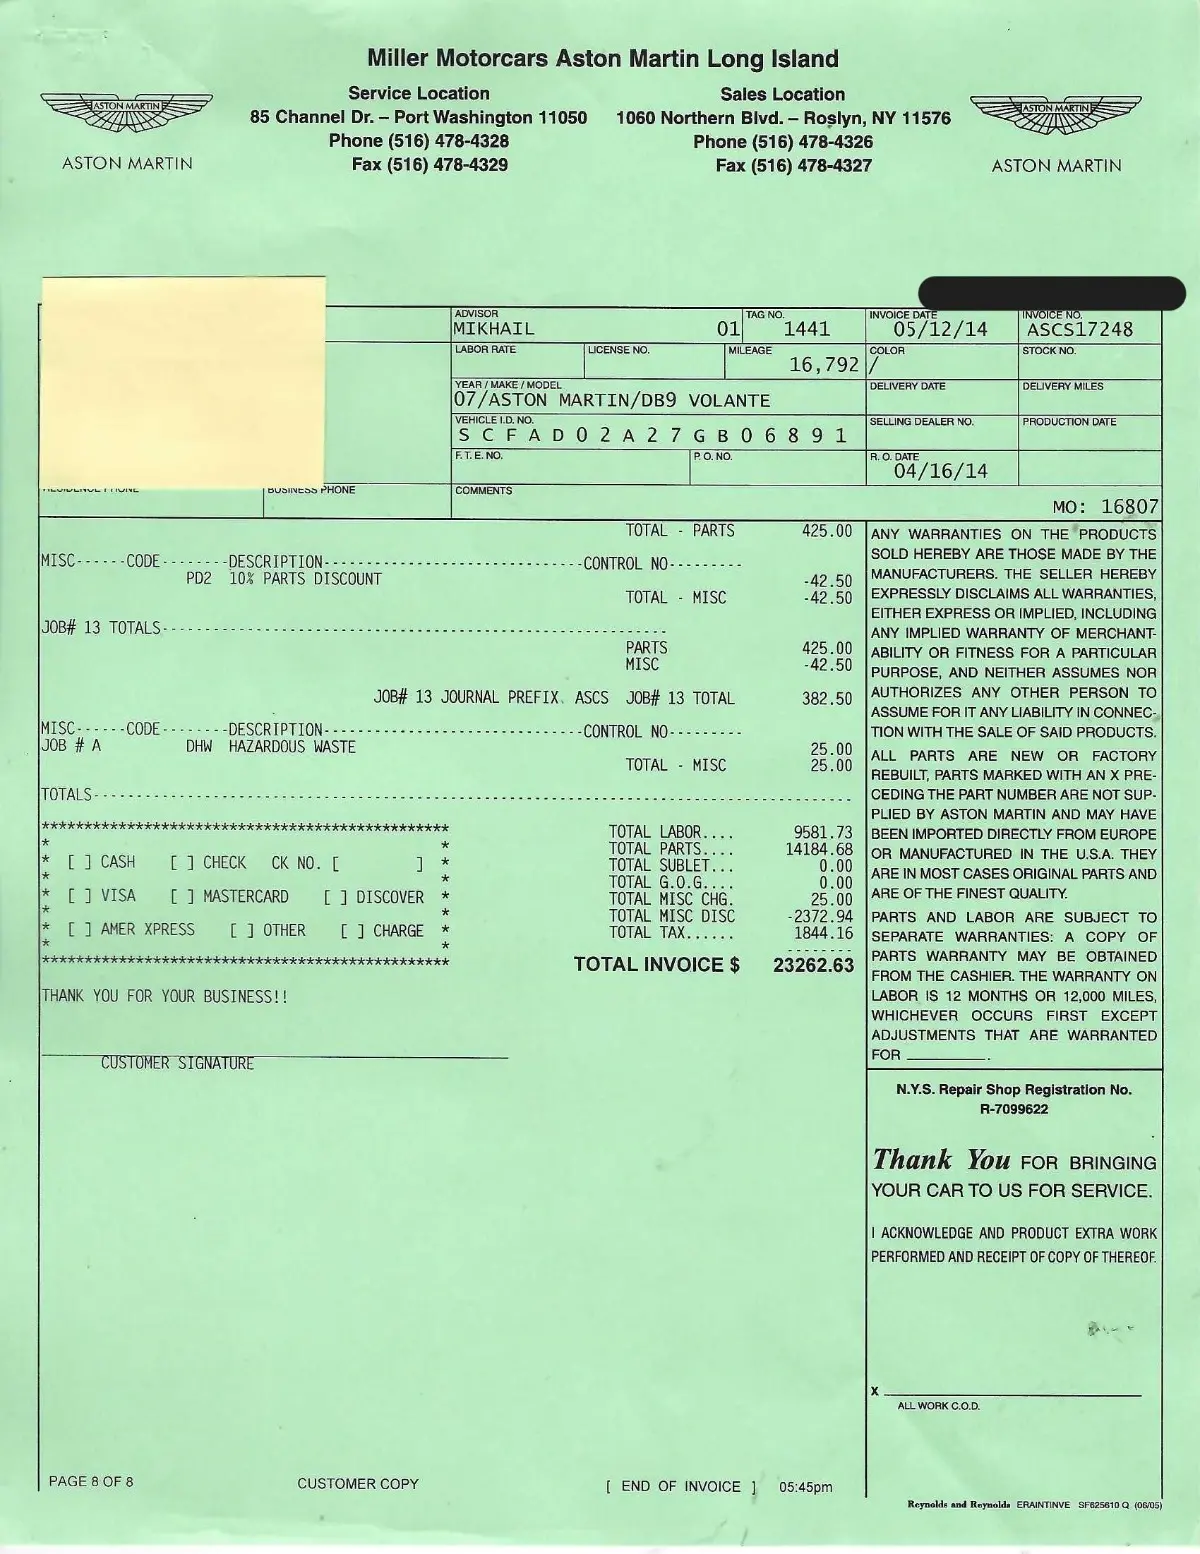 Miller Motorcars Aston Martin Long Island
Service Location
85 Channel Dr. – Port Washington 11050
Phone (516) 478-4328
Fax (516) 478-4329
Sales Location
1060 Northern Blvd. – Roslyn, NY 11576
Phone (516) 478-4326
Fax (516) 478-4327
ASTON MARTIN
ASTON MARTIN
ASTON MARTIN
ASTON MARTIN
ADVISOR
MIKHAIL 01
TAG NO.
1441
INVOICE DATE
05/12/14
INVOICE NO.
ASCS17248
LABOR RATE
LICENSE NO.
MILEAGE
16,792
COLOR
/
STOCK NO.
YEAR / MAKE / MODEL
07/ASTON MARTIN/DB9 VOLANTE
DELIVERY DATE
DELIVERY MILES
VEHICLE I.D. NO.
S C F A D 0 2 A 2 7 G B 0 6 8 9 1
SELLING DEALER NO.
PRODUCTION DATE
F. T. E. NO.
P. O. NO.
R. O. DATE
04/16/14
RESIDENCE PHONE
BUSINESS PHONE
COMMENTS
MO: 16807
TOTAL - PARTS 425.00
MISC------CODE--------DESCRIPTION--------------------------------CONTROL NO---------
PD2 10% PARTS DISCOUNT -42.50
TOTAL - MISC -42.50
JOB# 13 TOTALS------------------------------------------------------------
PARTS 425.00
MISC -42.50
JOB# 13 JOURNAL PREFIX ASCS JOB# 13 TOTAL 382.50
MISC------CODE--------DESCRIPTION--------------------------------CONTROL NO---------
JOB # A DHW HAZARDOUS WASTE 25.00
TOTAL - MISC 25.00
TOTALS------------------------------------------------------------------------------------------
************************************************
* *
* [ ] CASH [ ] CHECK CK NO. [ ] *
* *
* [ ] VISA [ ] MASTERCARD [ ] DISCOVER *
* *
* [ ] AMER XPRESS [ ] OTHER [ ] CHARGE *
* *
************************************************
TOTAL LABOR.... 9581.73
TOTAL PARTS.... 14184.68
TOTAL SUBLET... 0.00
TOTAL G.O.G.... 0.00
TOTAL MISC CHG. 25.00
TOTAL MISC DISC -2372.94
TOTAL TAX...... 1844.16
--------
TOTAL INVOICE $ 23262.63
THANK YOU FOR YOUR BUSINESS!!
CUSTOMER SIGNATURE
ANY WARRANTIES ON THE PRODUCTS
SOLD HEREBY ARE THOSE MADE BY THE
MANUFACTURERS. THE SELLER HEREBY
EXPRESSLY DISCLAIMS ALL WARRANTIES,
EITHER EXPRESS OR IMPLIED, INCLUDING
ANY IMPLIED WARRANTY OF MERCHANT-
ABILITY OR FITNESS FOR A PARTICULAR
PURPOSE, AND NEITHER ASSUMES NOR
AUTHORIZES ANY OTHER PERSON TO
ASSUME FOR IT ANY LIABILITY IN CONNEC-
TION WITH THE SALE OF SAID PRODUCTS.
ALL PARTS ARE NEW OR FACTORY
REBUILT, PARTS MARKED WITH AN X PRE-
CEDING THE PART NUMBER ARE NOT SUP-
PLIED BY ASTON MARTIN AND MAY HAVE
BEEN IMPORTED DIRECTLY FROM EUROPE
OR MANUFACTURED IN THE U.S.A. THEY
ARE IN MOST CASES ORIGINAL PARTS AND
ARE OF THE FINEST QUALITY.
PARTS AND LABOR ARE SUBJECT TO
SEPARATE WARRANTIES: A COPY OF
PARTS WARRANTY MAY BE OBTAINED
FROM THE CASHIER. THE WARRANTY ON
LABOR IS 12 MONTHS OR 12,000 MILES,
WHICHEVER OCCURS FIRST EXCEPT
ADJUSTMENTS THAT ARE WARRANTED
FOR ________.
N.Y.S. Repair Shop Registration No.
R-7099622
Thank You FOR BRINGING
YOUR CAR TO US FOR SERVICE.
I ACKNOWLEDGE AND PRODUCT EXTRA WORK
PERFORMED AND RECEIPT OF COPY OF THEREOF.
X
ALL WORK C.O.D.
PAGE 8 OF 8
CUSTOMER COPY
[ END OF INVOICE ] 05:45pm
Reynolds and Reynolds ERAINTINVE SF625610 Q (06/05)